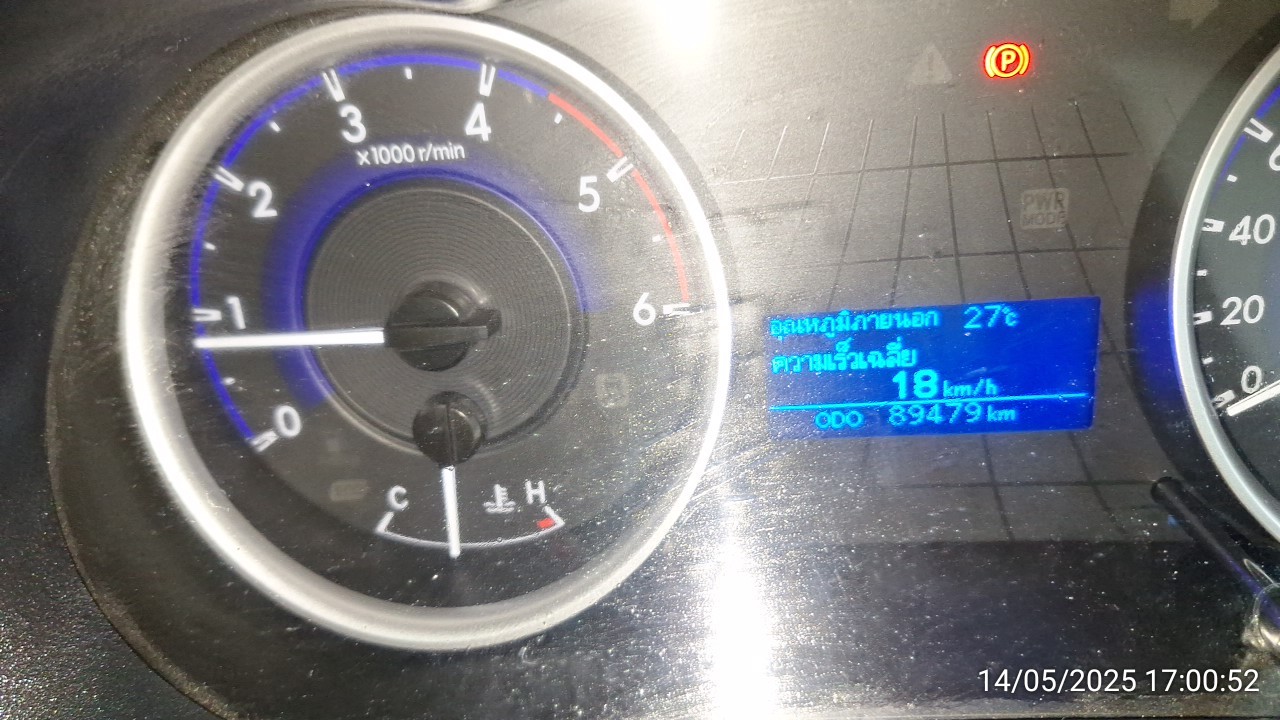 3
4
x1000 r/min
2
5
1
6
0
C
H
P
PWR
MODE
อุณหภูมิภายนอก 27℃
ความเร็วเฉลี่ย
18 km/h
ODO 89479 km
40
20
0
14/05/2025 17:00:52